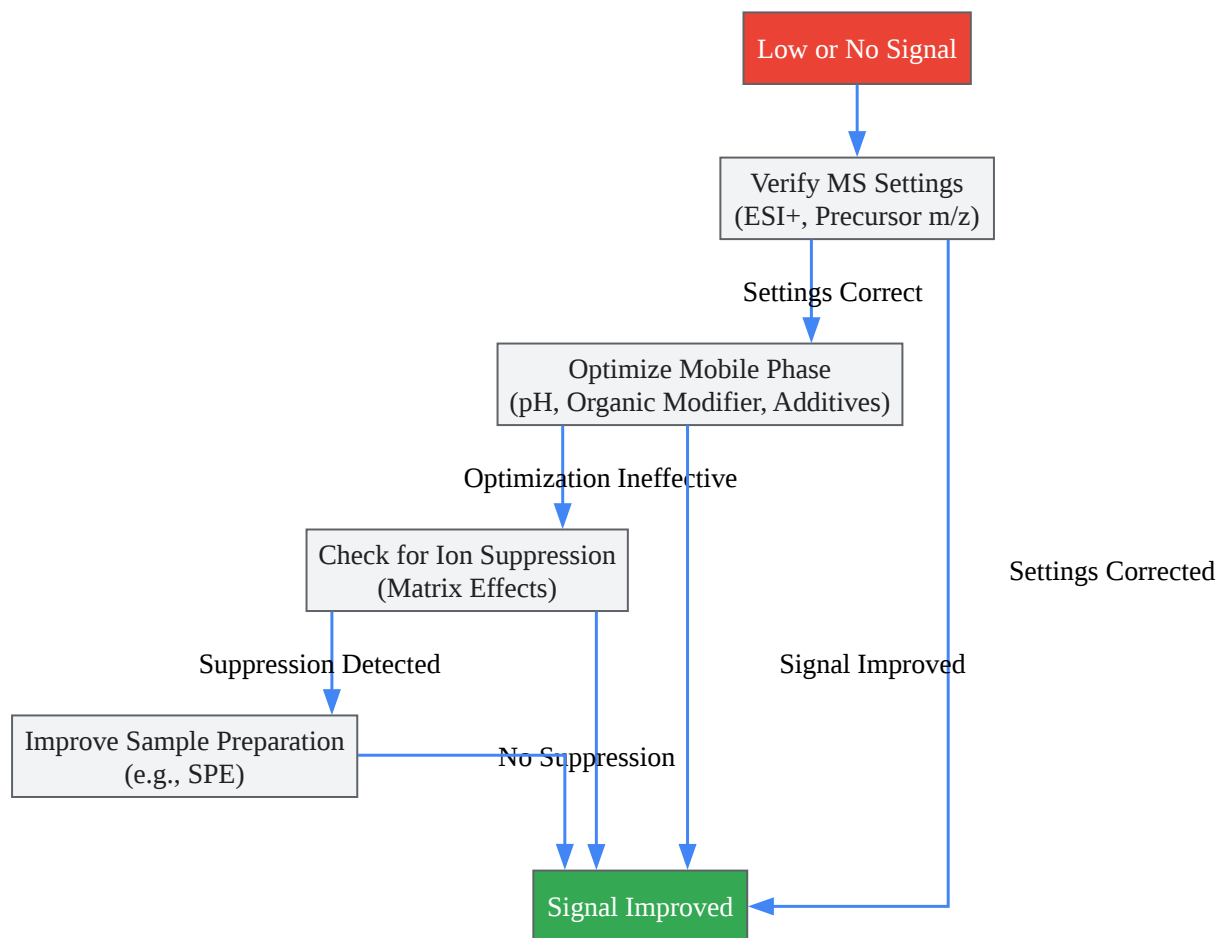 Low or No Signal
Verify MS Settings
(ESI+, Precursor m/z)
Settings Correct
Optimize Mobile Phase
(pH, Organic Modifier, Additives)
Optimization Ineffective
Check for Ion Suppression
(Matrix Effects)
Settings Corrected
Suppression Detected
Signal Improved
Improve Sample Preparation
(e.g., SPE)
No Suppression
Signal Improved